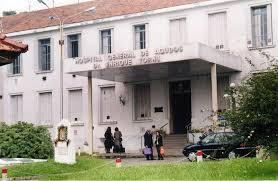 HOSPITAL GENERAL DE AGUDOS
DR. ENRIQUE TORNU